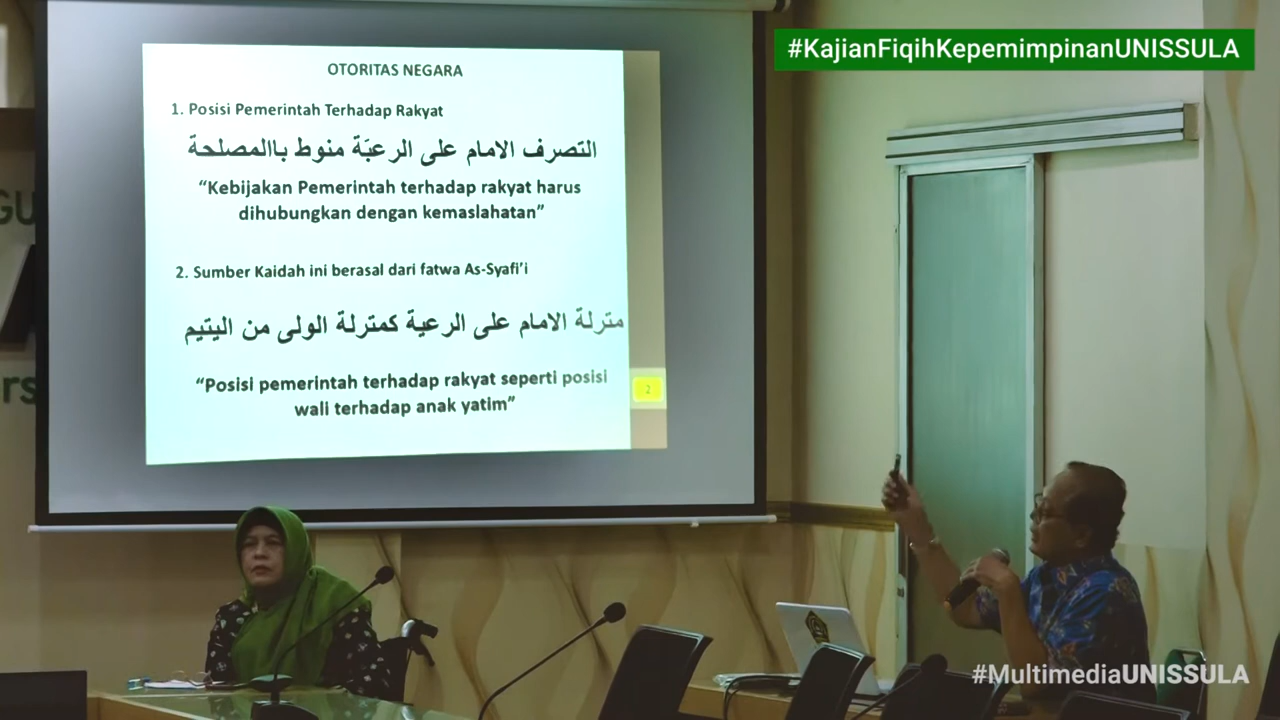 #KajianFiqihKepemimpinanUNISSULA
OTORITAS NEGARA
1. Posisi Pemerintah Terhadap Rakyat
التصرف الامام على الرعبّة منوط باالمصلحة
“Kebijakan Pemerintah terhadap rakyat harus
dihubungkan dengan kemaslahatan”
2. Sumber Kaidah ini berasal dari fatwa As-Syafi’i
مترلة الامام على الرعية كمترلة الولى من اليتيم
“Posisi pemerintah terhadap rakyat seperti posisi
wali terhadap anak yatim”
2
#MultimediaUNISSULA